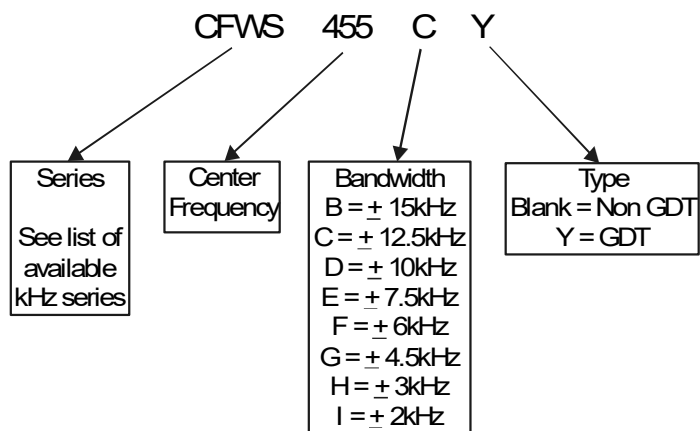 CFWS 455 C Y
Series
See list of
available
kHz series
Center
Frequency
Bandwidth
B = ± 15kHz
C = ± 12.5kHz
D = ± 10kHz
E = ± 7.5kHz
F = ± 6kHz
G = ± 4.5kHz
H = ± 3kHz
I = ± 2kHz
Type
Blank = Non GDT
Y = GDT